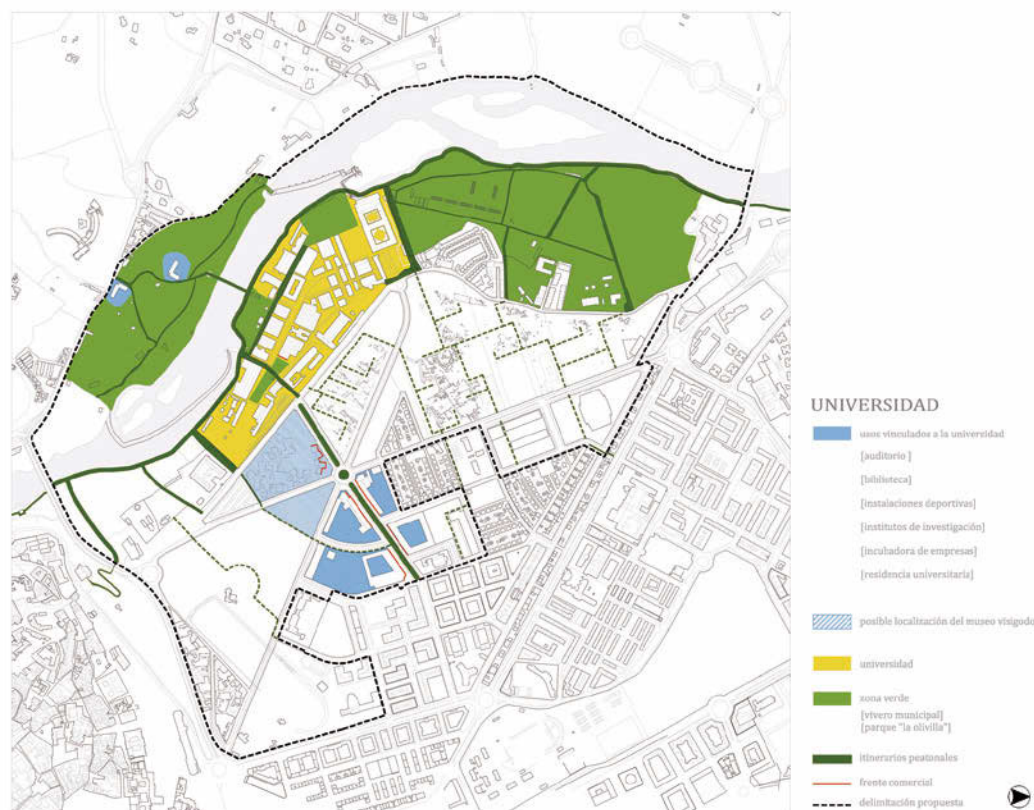 UNIVERSIDAD
usos vinculados a la universidad
[auditorio ]
[biblioteca]
[instalaciones deportivas]
[institutos de investigación]
[incubadora de empresas]
[residencia universitaria]
posible localización del museo visigodo
universidad
zona verde
[vivero municipal]
[parque "la olivilla"]
itinerarios peatonales
frente comercial
delimitación propuesta